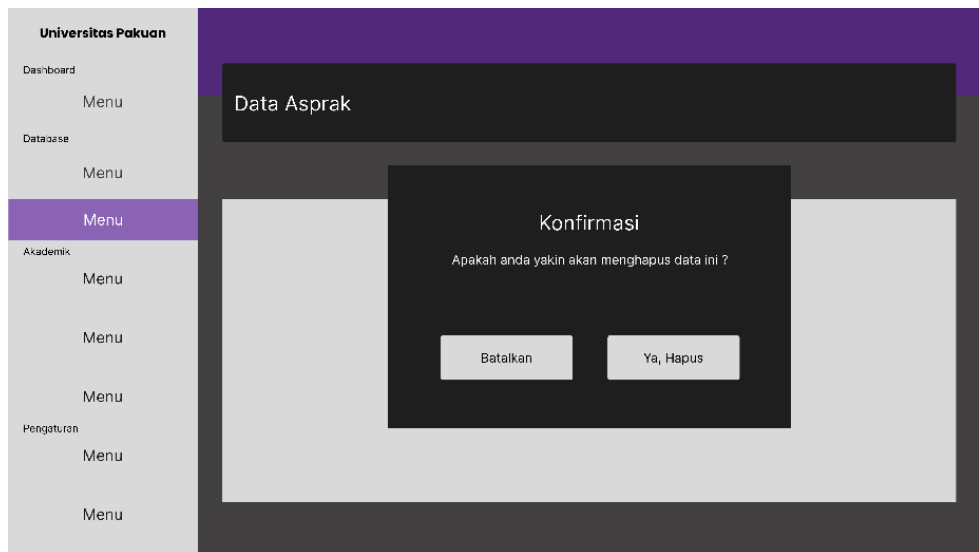 Universitas Pakuan
Dashboard
Menu
Database
Menu
Menu
Akademik
Menu
Menu
Menu
Pengaturan
Menu
Menu
Data Asprak
Konfirmasi
Apakah anda yakin akan menghapus data ini ?
Batalkan
Ya, Hapus